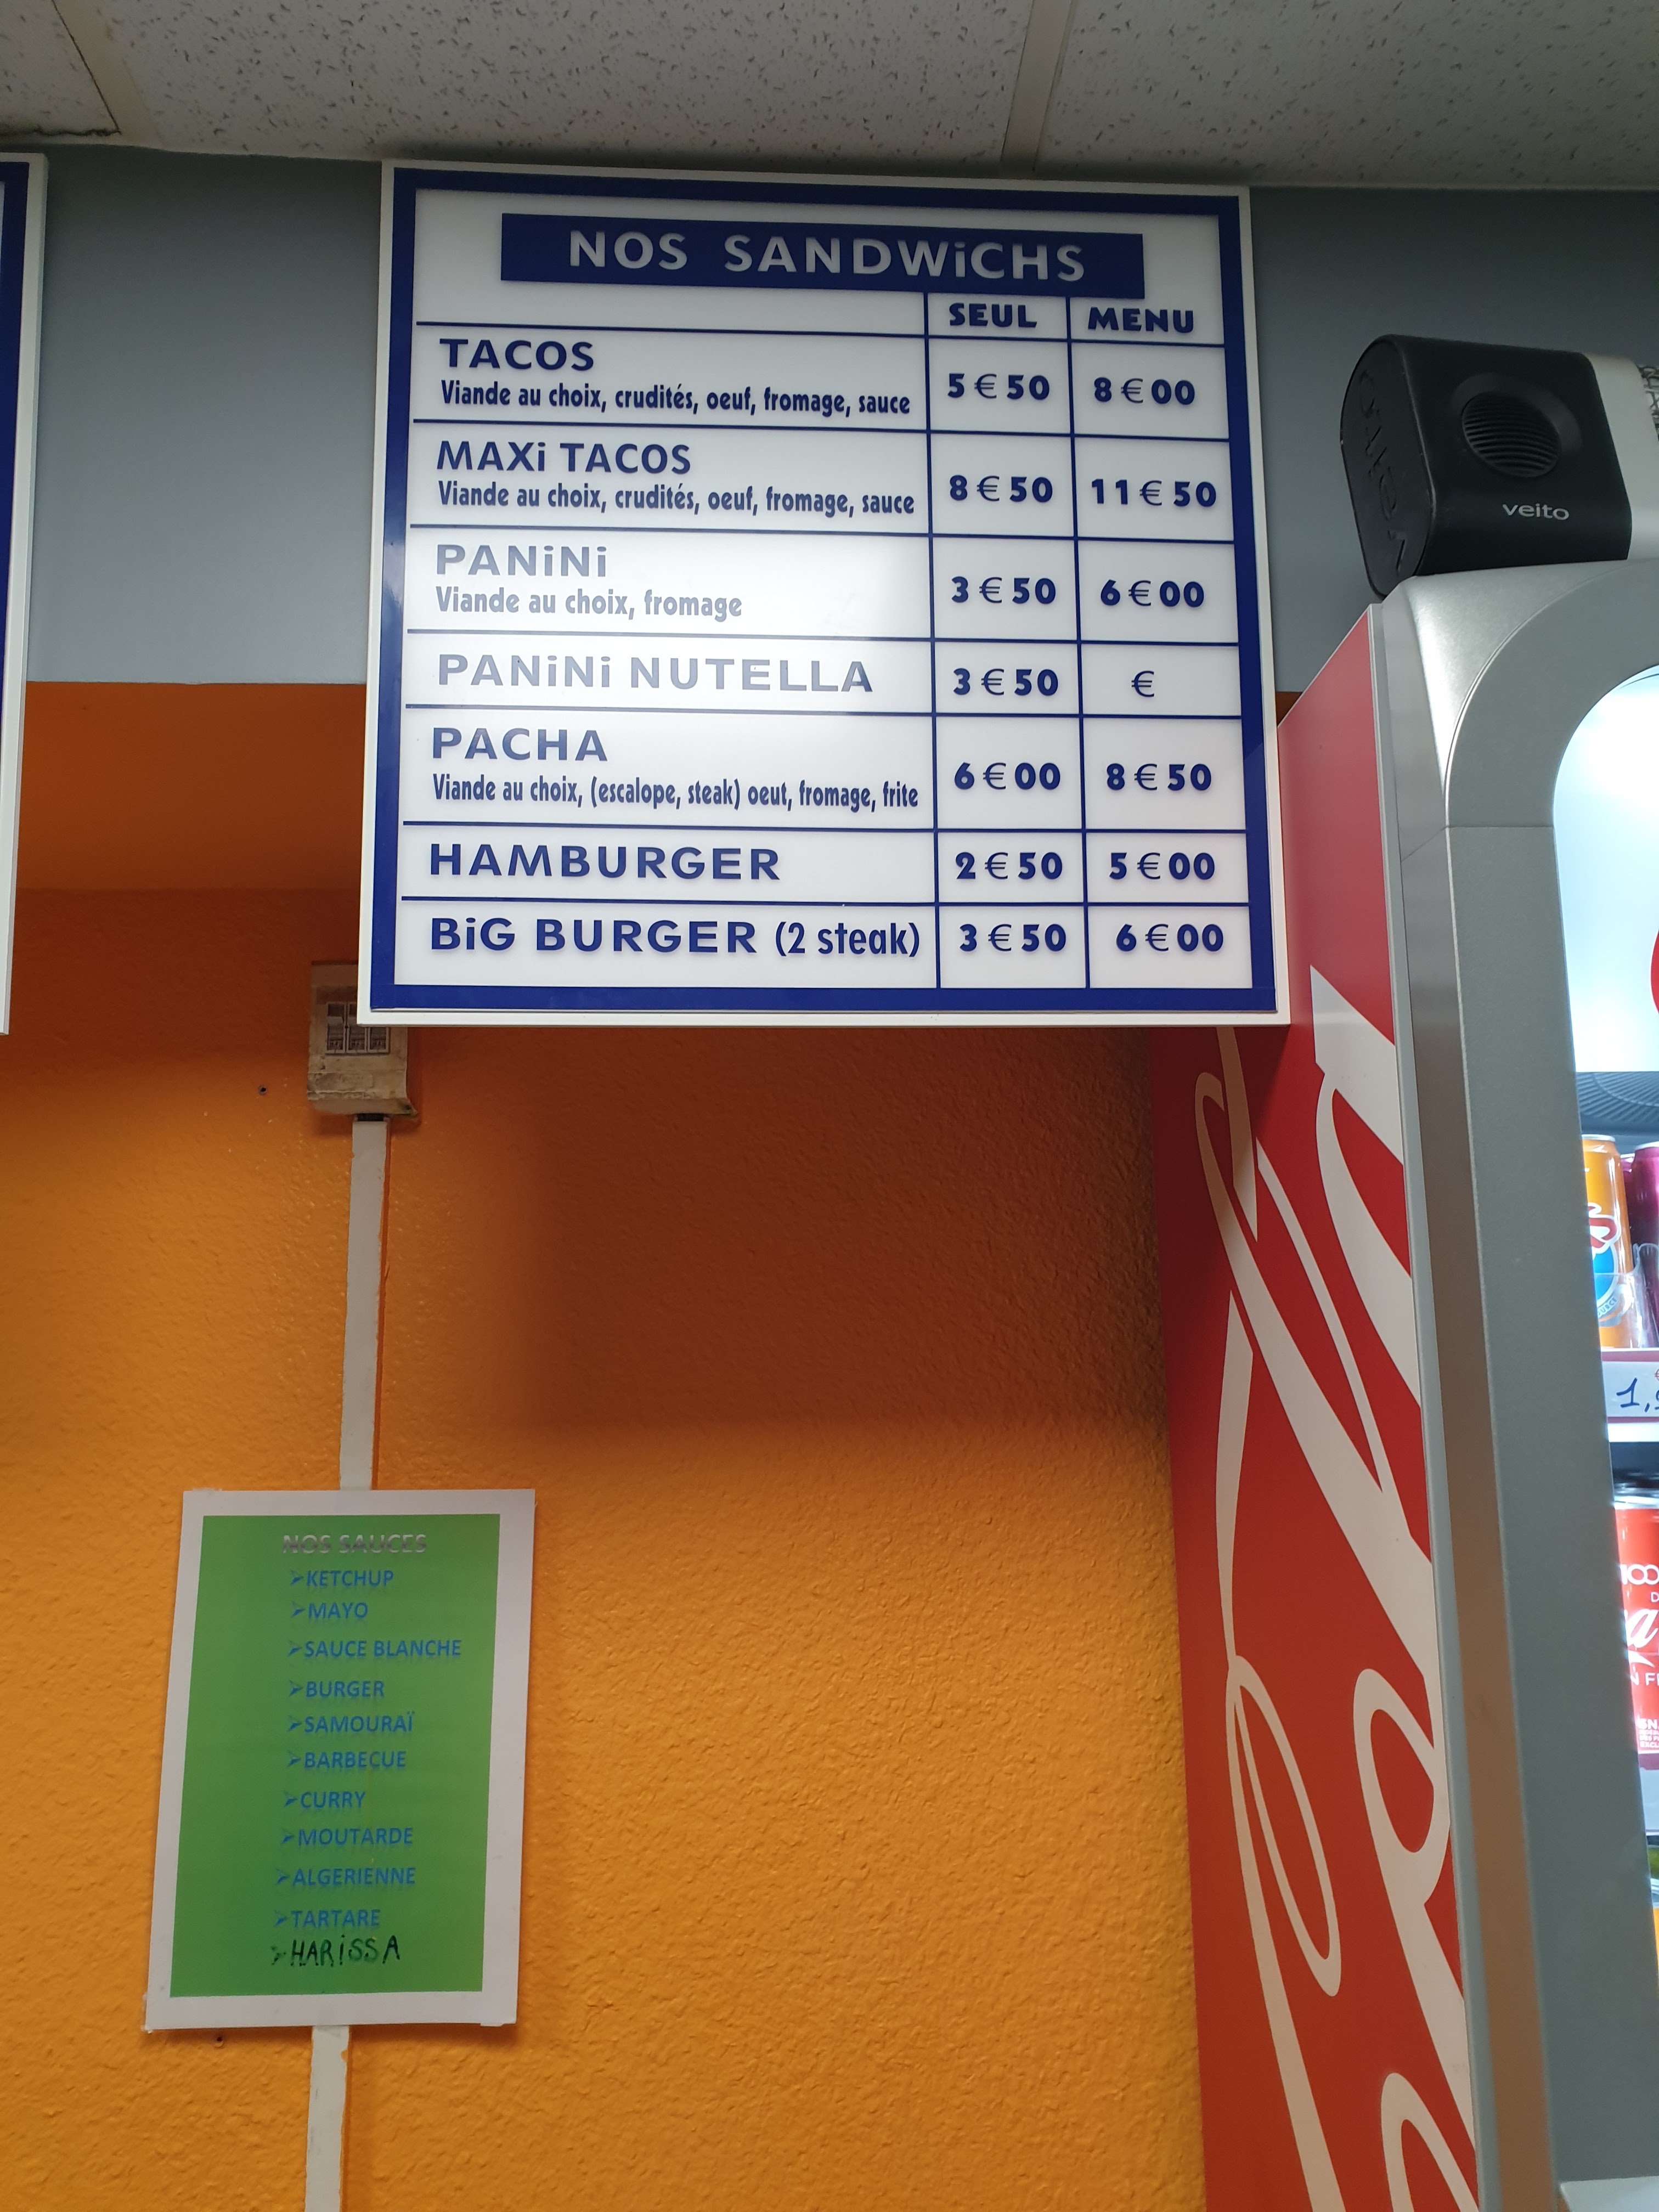 NOS SANDWiCHS
SEUL MENU
TACOS
Viande au choix, crudités, oeuf, fromage, sauce
5 € 50 8 € 00
MAXi TACOS
Viande au choix, crudités, oeuf, fromage, sauce
8 € 50 11 € 50
PANiNi
Viande au choix, fromage
3 € 50 6 € 00
PANiNi NUTELLA 3 € 50 €
PACHA
Viande au choix, (escalope, steak) oeut, fromage, frite
6 € 00 8 € 50
HAMBURGER 2 € 50 5 € 00
BiG BURGER (2 steak) 3 € 50 6 € 00
veito
veito
NOS SAUCES
➢KETCHUP
➢MAYO
➢SAUCE BLANCHE
➢BURGER
➢SAMOURAÏ
➢BARBECUE
➢CURRY
➢MOUTARDE
➢ALGERIENNE
➢TARTARE
➢HARiSSA